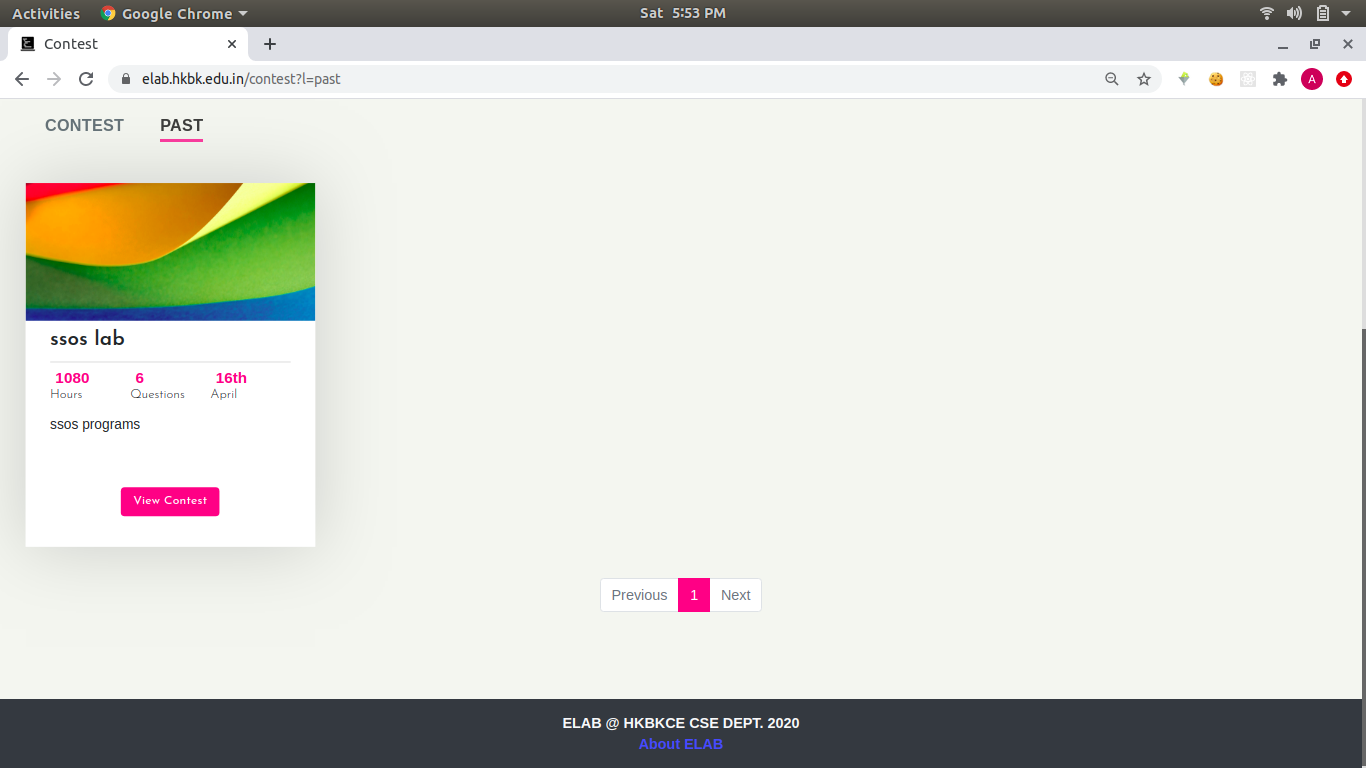 Activities Google Chrome Sat 5:53 PM
Contest
elab.hkbk.edu.in/contest?l=past A
CONTEST PAST
ssos lab
1080 6 16th
Hours Questions April
ssos programs
View Contest
Previous 1 Next
ELAB @ HKBKCE CSE DEPT. 2020
About ELAB